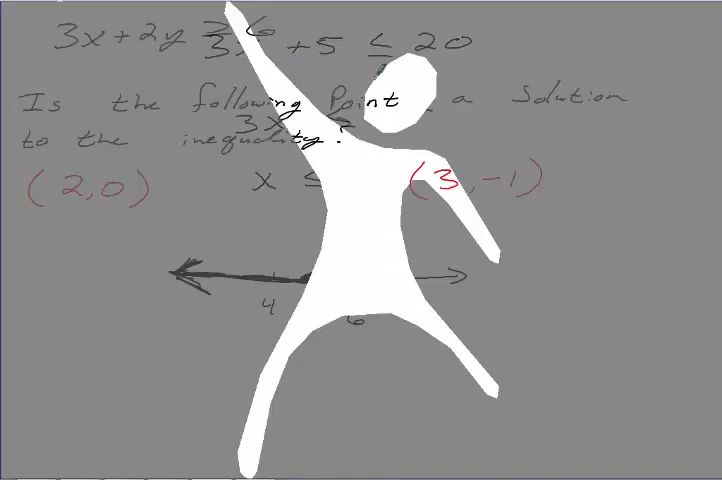 3x+2y ≥ 6
3x +5 ≤ 20
Is the following Point a Solution
to the inequality?
3x ≤
(2,0) x ≤ (3,-1)
4
6